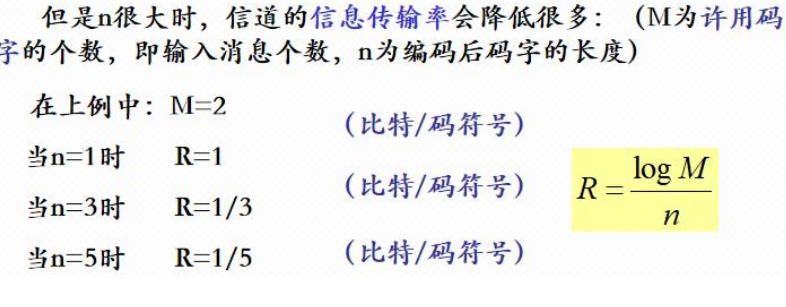 但是n很大时，信道的信息传输率会降低很多：（M为许用码
字的个数，即输入消息个数，n为编码后码字的长度）
在上例中：M=2
（比特/码符号）
当n=1时 R=1
（比特/码符号）
当n=3时 R=1/3
（比特/码符号）
当n=5时 R=1/5
R = log M / n